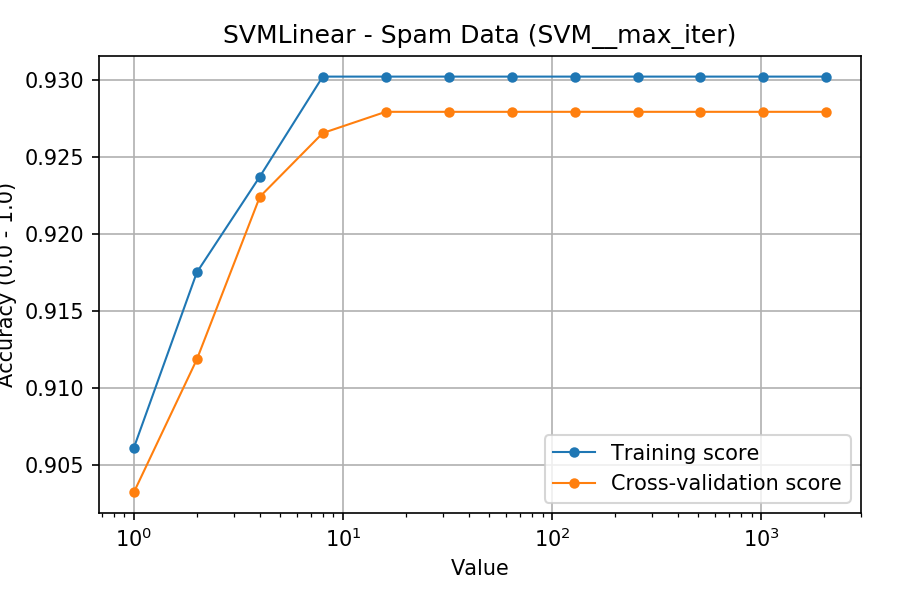 SVMLinear - Spam Data (SVM__max_iter)
Accuracy (0.0 - 1.0)
0.930
0.925
0.920
0.915
0.910
0.905
10⁰ 10¹ 10² 10³
Value
Training score
Cross-validation score